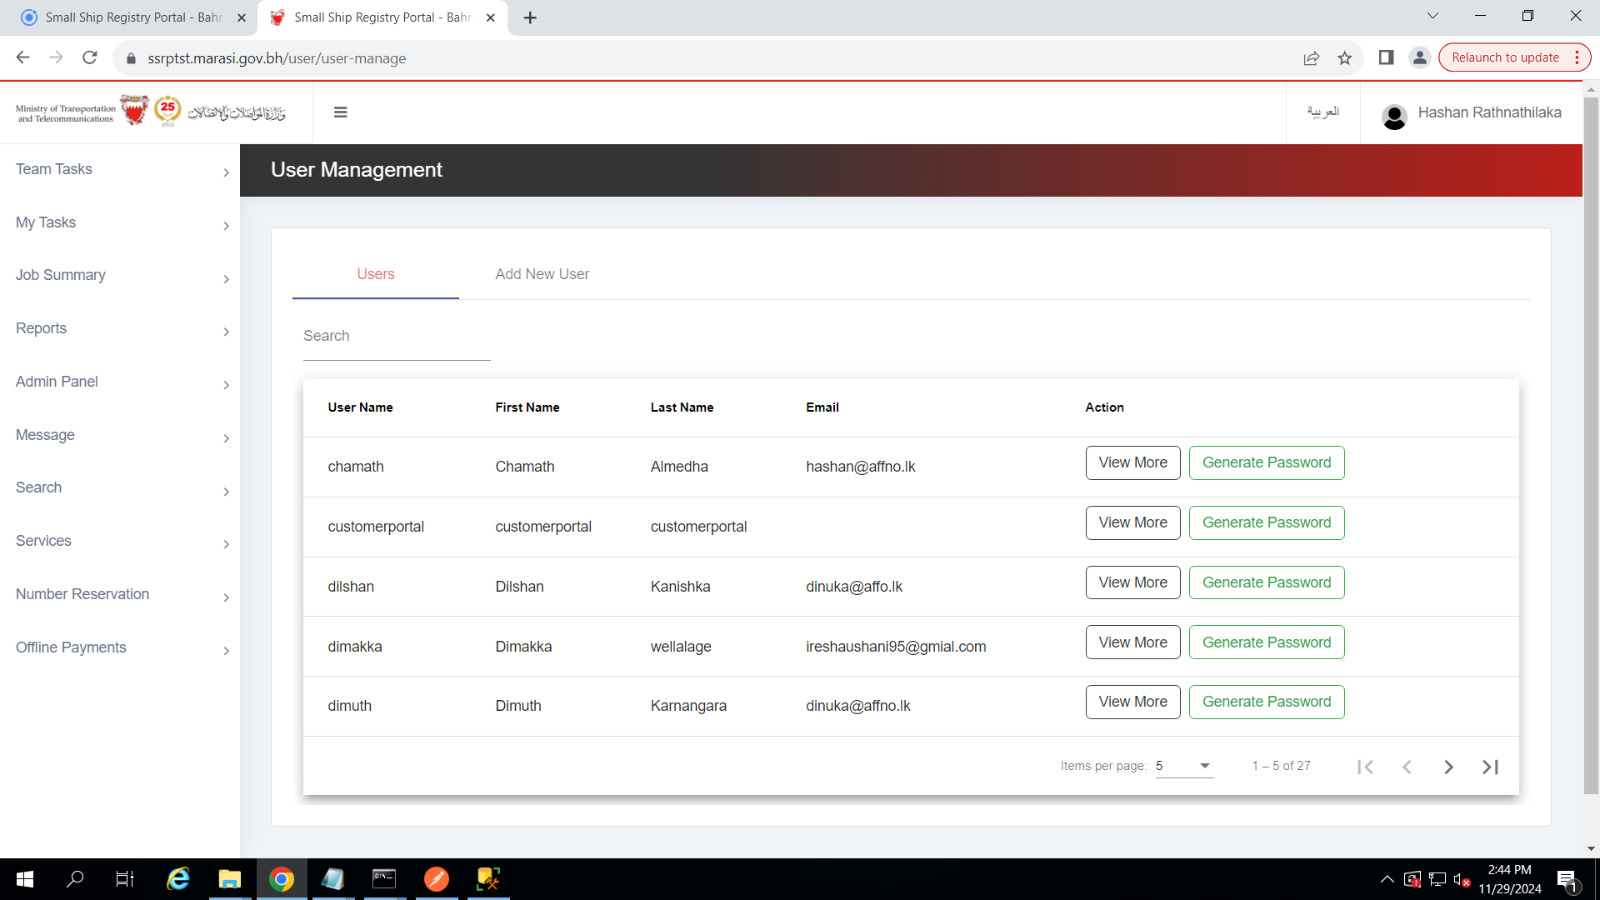 Small Ship Registry Portal - Bahr
Small Ship Registry Portal - Bahr
ssrptst.marasi.gov.bh/user/user-manage
Relaunch to update
Ministry of Transportation
and Telecommunications
25
وزارة المواصلات والاتصالات
العربية
Hashan Rathnathilaka
Team Tasks
My Tasks
Job Summary
Reports
Admin Panel
Message
Search
Services
Number Reservation
Offline Payments
User Management
Users Add New User
Search
User Name First Name Last Name Email Action
chamath Chamath Almedha hashan@affno.lk View More Generate Password
customerportal customerportal customerportal View More Generate Password
dilshan Dilshan Kanishka dinuka@affo.lk View More Generate Password
dimakka Dimakka wellalage ireshaushani95@gmial.com View More Generate Password
dimuth Dimuth Karnangara dinuka@affno.lk View More Generate Password
Items per page: 5 1 – 5 of 27
2:44 PM
11/29/2024
1